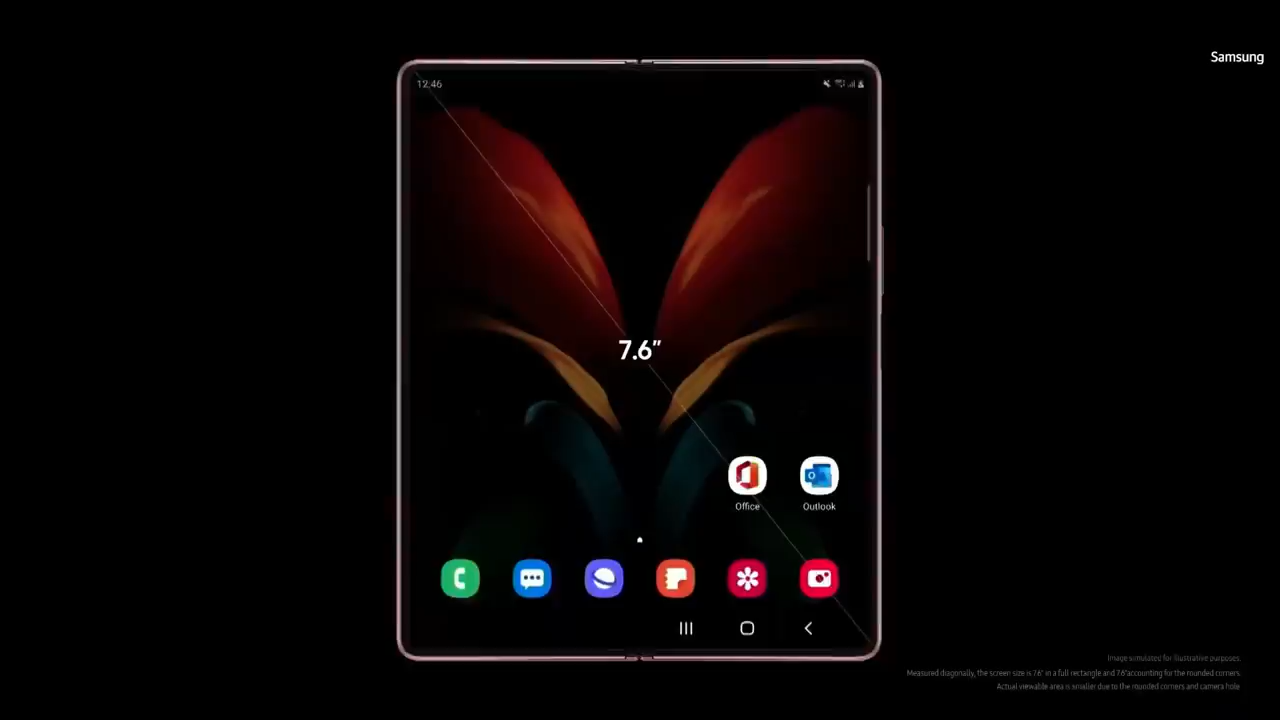 Samsung
12:46
7.6"
Office
Outlook
Image simulated for illustrative purposes.
Measured diagonally, the screen size is 7.6" in a full rectangle and 7.6"accounting for the rounded corners.
Actual viewable area is smaller due to the rounded corners and camera hole.